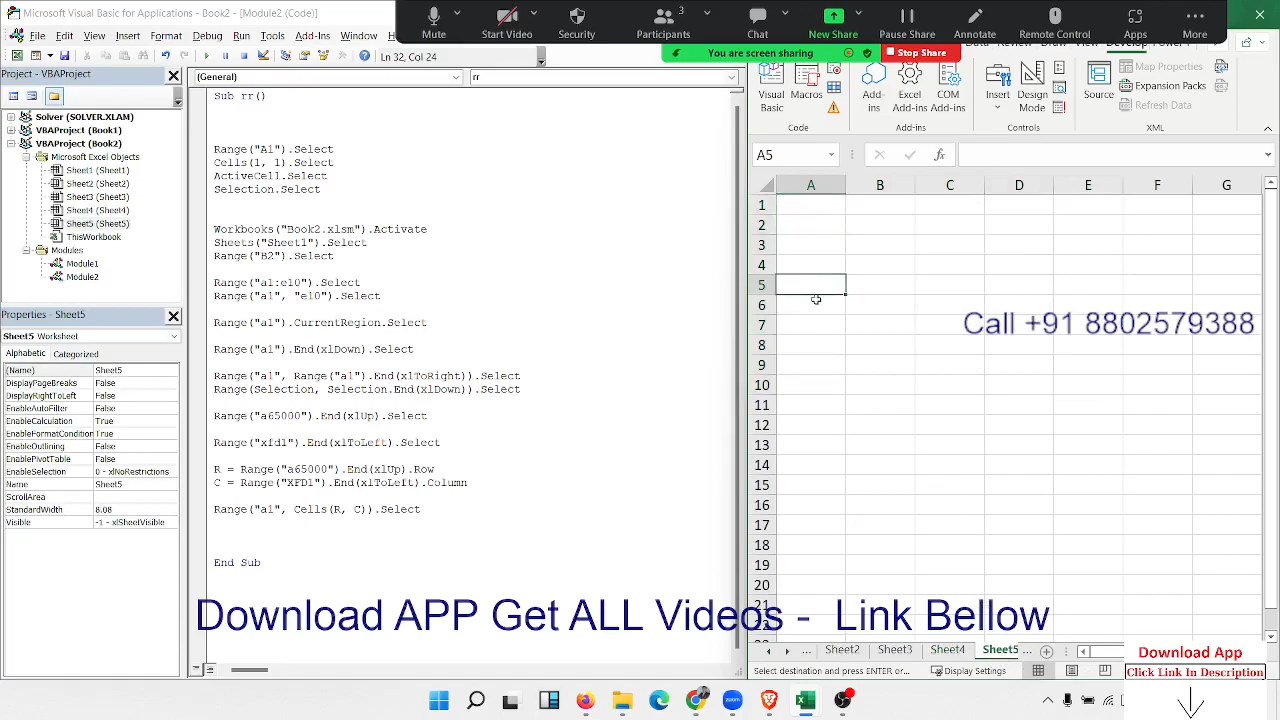 Microsoft Visual Basic for Applications - Book2 - [Module2 (Code)]
Mute
Start Video
Security
3
Participants
Chat
New Share
Pause Share
Annotate
Remote Control
Apps
More
You are screen sharing
Stop Share
File Edit View Insert Format Debug Run Tools Add-Ins Window
Ln 32, Col 24
Project - VBAProject
Solver (SOLVER.XLAM)
VBAProject (Book1)
VBAProject (Book2)
Microsoft Excel Objects
Sheet1 (Sheet1)
Sheet2 (Sheet2)
Sheet3 (Sheet3)
Sheet4 (Sheet4)
Sheet5 (Sheet5)
ThisWorkbook
Modules
Module1
Module2
Properties - Sheet5
Sheet5 Worksheet
Alphabetic Categorized
(Name) Sheet5
DisplayPageBreaks False
DisplayRightToLeft False
EnableAutoFilter False
EnableCalculation True
EnableFormatCondition True
EnableOutlining False
EnablePivotTable False
EnableSelection 0 - xlNoRestrictions
Name Sheet5
ScrollArea
StandardWidth 8.08
Visible -1 - xlSheetVisible
(General) rr
Sub rr()
Range("A1").Select
Cells(1, 1).Select
ActiveCell.Select
Selection.Select
Workbooks("Book2.xlsm").Activate
Sheets("Sheet1").Select
Range("B2").Select
Range("a1:e10").Select
Range("a1", "e10").Select
Range("a1").CurrentRegion.Select
Range("a1").End(xlDown).Select
Range("a1", Range("a1").End(xlToRight)).Select
Range(Selection, Selection.End(xlDown)).Select
Range("a65000").End(xlUp).Select
Range("xfd1").End(xlToLeft).Select
R = Range("a65000").End(xlUp).Row
C = Range("XFD1").End(xlToLeft).Column
Range("a1", Cells(R, C)).Select
End Sub
Visual Basic
Macros
Code
Add-ins
Excel Add-ins
COM Add-ins
Add-ins
Insert
Design Mode
Controls
Source
Map Properties
Expansion Packs
Refresh Data
XML
A5
fx
A B C D E F G
1
2
3
4
5
6
7
8
9
10
11
12
13
14
15
16
17
18
19
20
21
Call +91 8802579388
Download APP Get ALL Videos - Link Bellow
... Sheet2 Sheet3 Sheet4 Sheet5 ...
Select destination and press ENTER or...
Display Settings
Download App
Click Link In Description
zoom